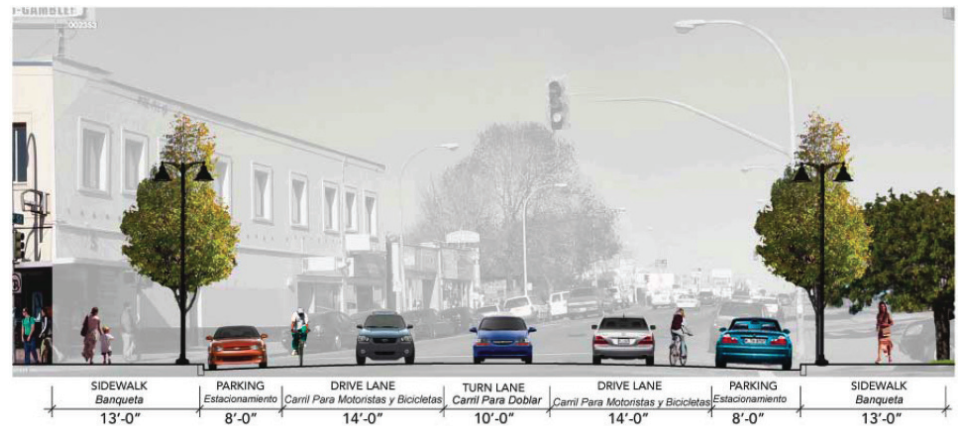 O-GAMBLES
002553
SIDEWALK
Banqueta
13'-0"
PARKING
Estacionamiento
8'-0"
DRIVE LANE
Carril Para Motoristas y Bicicletas
14'-0"
TURN LANE
Carril Para Doblar
10'-0"
DRIVE LANE
Carril Para Motoristas y Bicicletas
14'-0"
PARKING
Estacionamiento
8'-0"
SIDEWALK
Banqueta
13'-0"